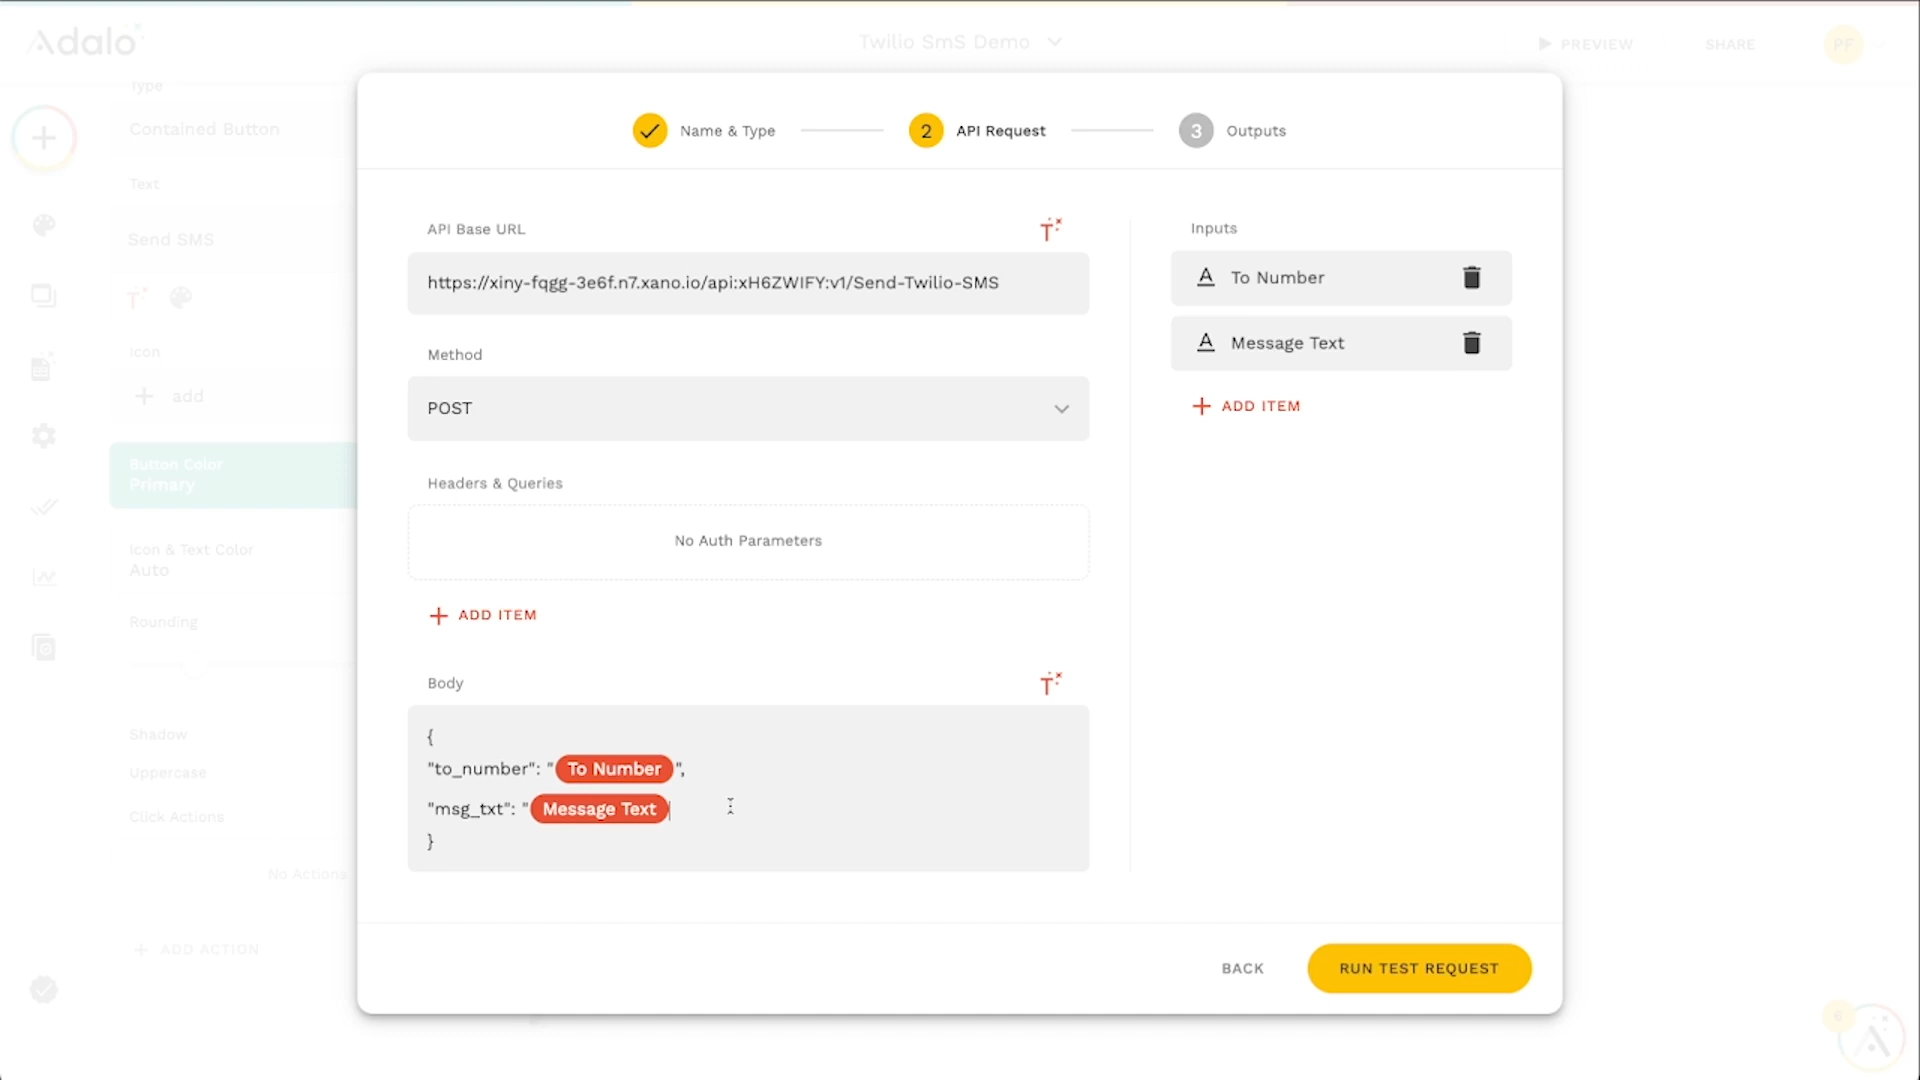 Adalo
Twilio SmS Demo
PREVIEW
SHARE
PF
Type
Contained Button
Text
Send SMS
Icon
add
Button Color
Primary
Icon & Text Color
Auto
Rounding
Shadow
Uppercase
Click Actions
No Actions
ADD ACTION
Name & Type
2 API Request
3 Outputs
API Base URL
https://xiny-fqgg-3e6f.n7.xano.io/api:xH6ZWIFY:v1/Send-Twilio-SMS
Method
POST
Headers & Queries
No Auth Parameters
ADD ITEM
Body
{
"to_number": "To Number",
"msg_txt": "Message Text
}
Inputs
To Number
Message Text
ADD ITEM
BACK
RUN TEST REQUEST
6